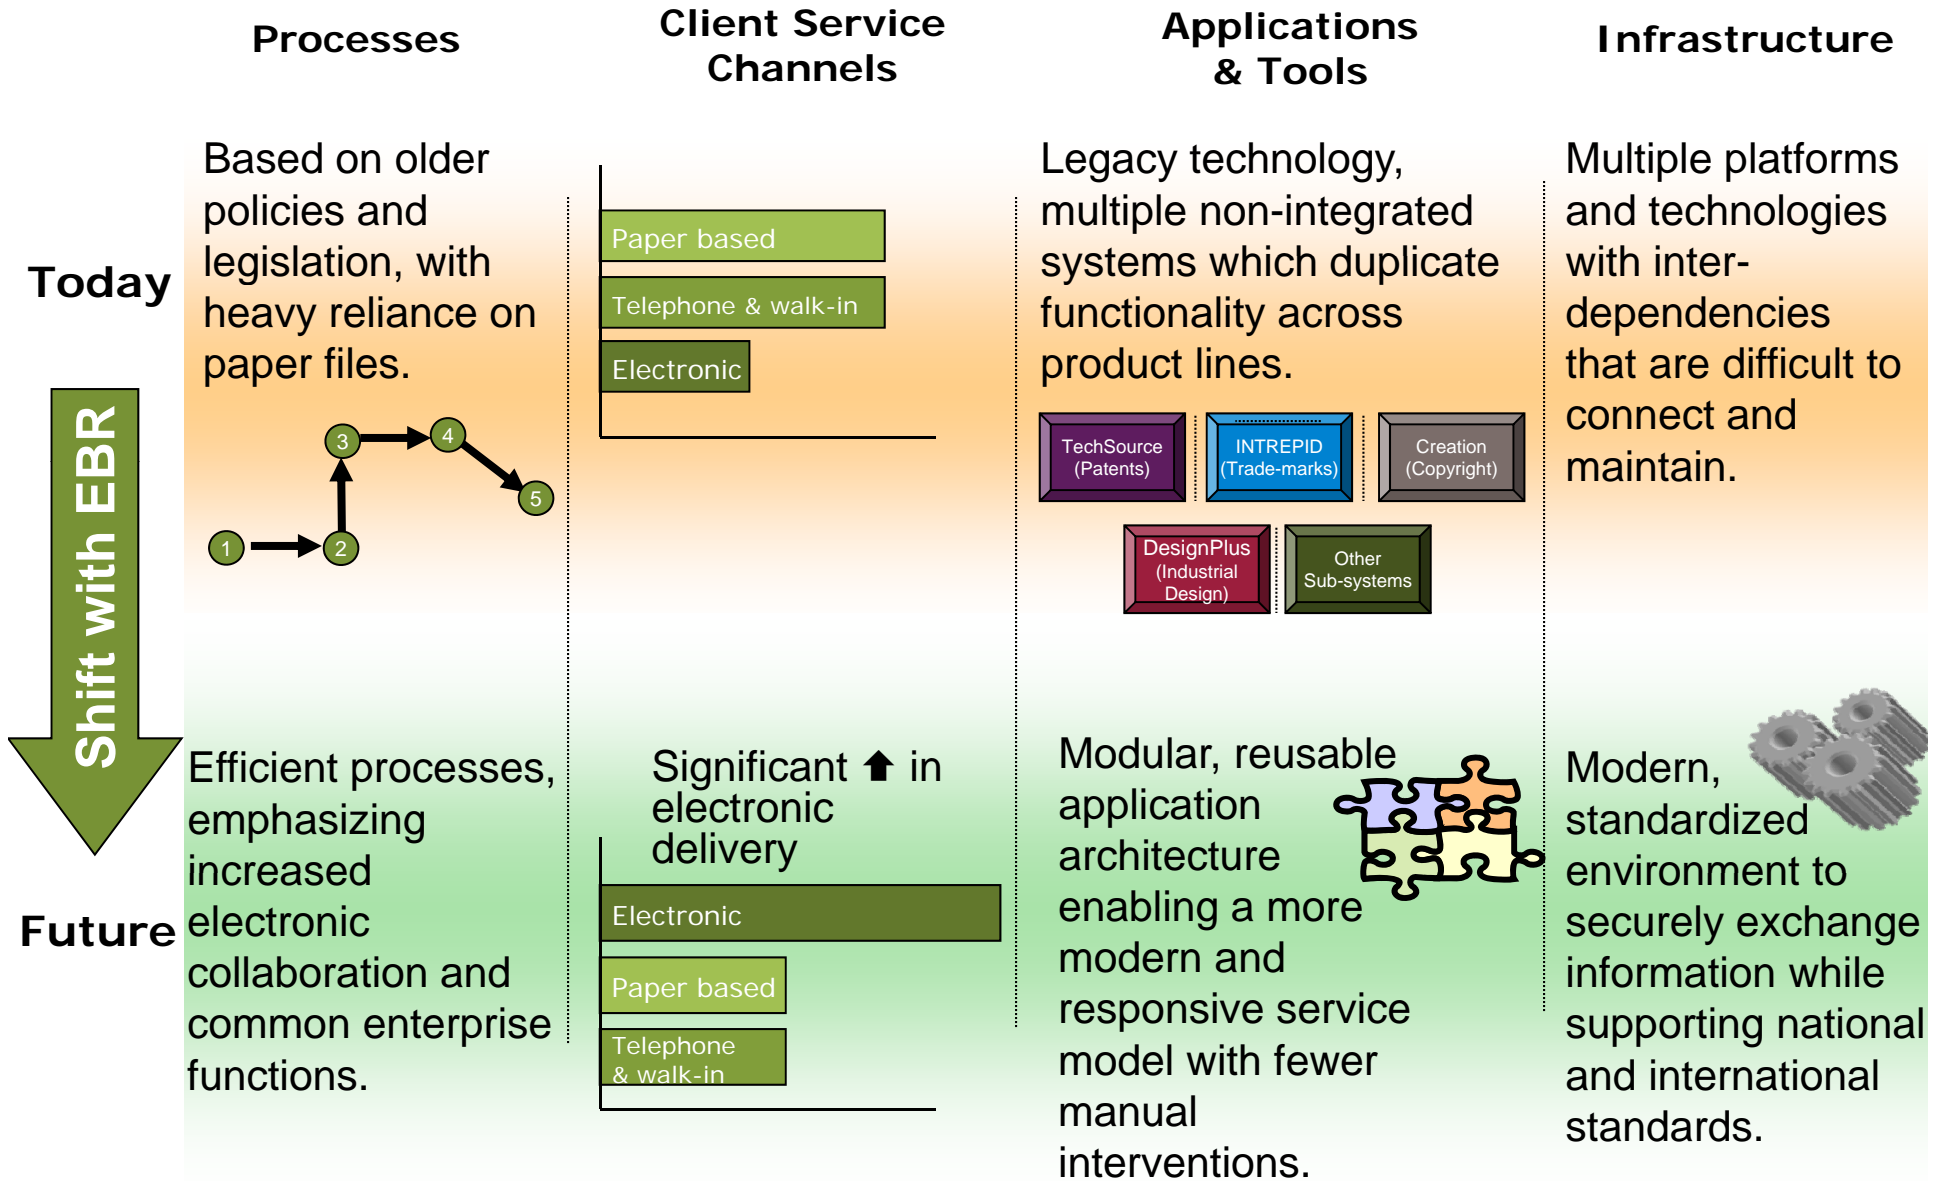 Processes
Client Service
Channels
Applications
& Tools
Infrastructure
Today
Based on older
policies and
legislation, with
heavy reliance on
paper files.
1
2
3
4
5
Paper based
Telephone & walk-in
Electronic
Legacy technology,
multiple non-integrated
systems which duplicate
functionality across
product lines.
TechSource
(Patents)
INTREPID
(Trade-marks)
Creation
(Copyright)
DesignPlus
(Industrial
Design)
Other
Sub-systems
Multiple platforms
and technologies
with inter-
dependencies
that are difficult to
connect and
maintain.
Shift with EBR
Future
Efficient processes,
emphasizing
increased
electronic
collaboration and
common enterprise
functions.
Significant ⬆ in
electronic
delivery
Electronic
Paper based
Telephone
& walk-in
Modular, reusable
application
architecture
enabling a more
modern and
responsive service
model with fewer
manual
interventions.
Modern,
standardized
environment to
securely exchange
information while
supporting national
and international
standards.